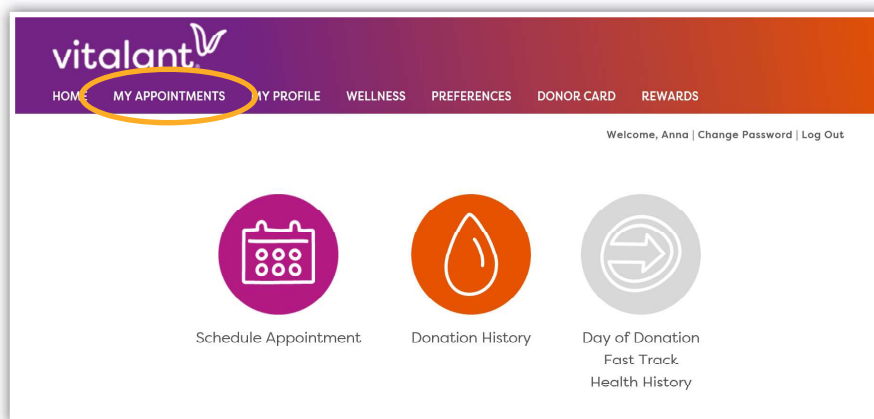 vitalant
HOME MY APPOINTMENTS MY PROFILE WELLNESS PREFERENCES DONOR CARD REWARDS
Welcome, Anna | Change Password | Log Out
Schedule Appointment
Donation History
Day of Donation
Fast Track
Health History